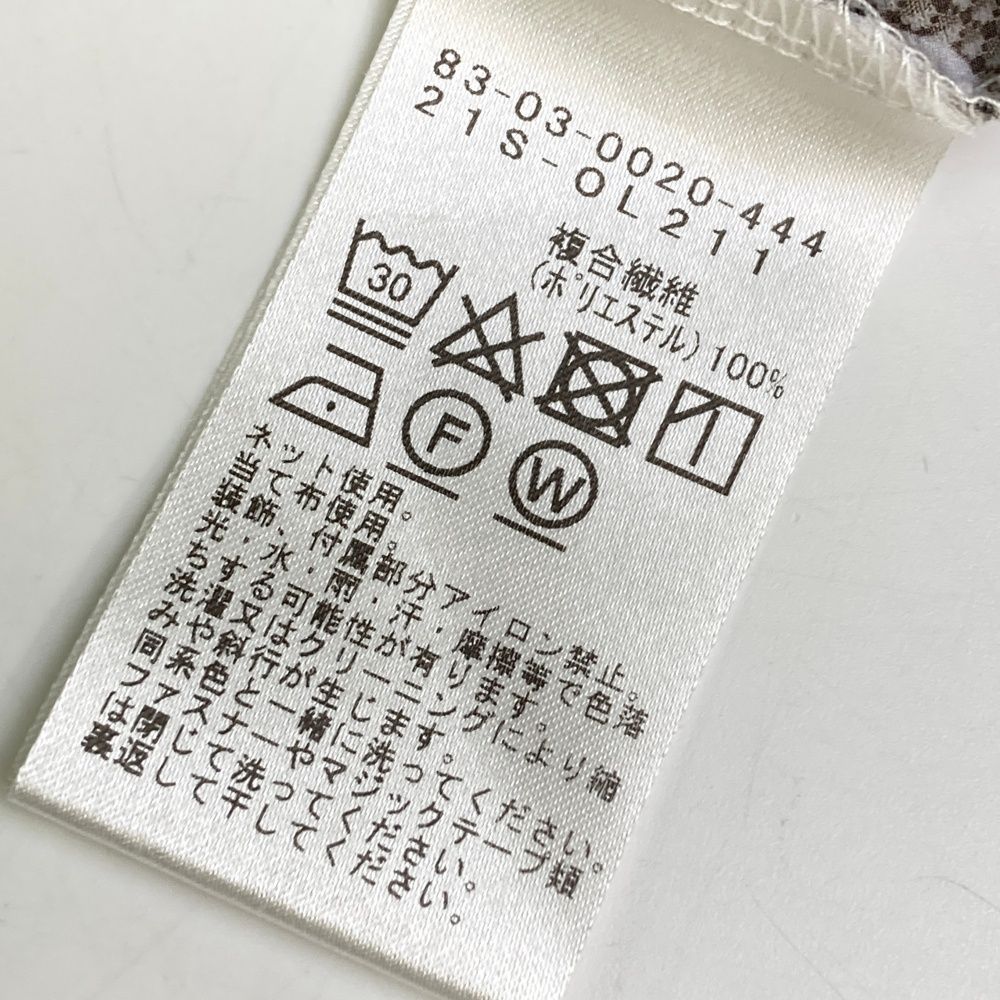 83-03-0020-444
21S-OL211
複合繊維
(ポリエステル)100%
30
F
W
ネット使用。
当て布使用。
装飾、付属部分アイロン禁止。
光・水・雨・汗・摩擦等で色落
ちする可能性が有ります。
洗濯又はクリーニングにより縮
みや斜行が生じます。
同系色と一緒に洗ってください。
ファスナーやマジックテープ類
は閉じて洗ってください。
裏返して干してください。